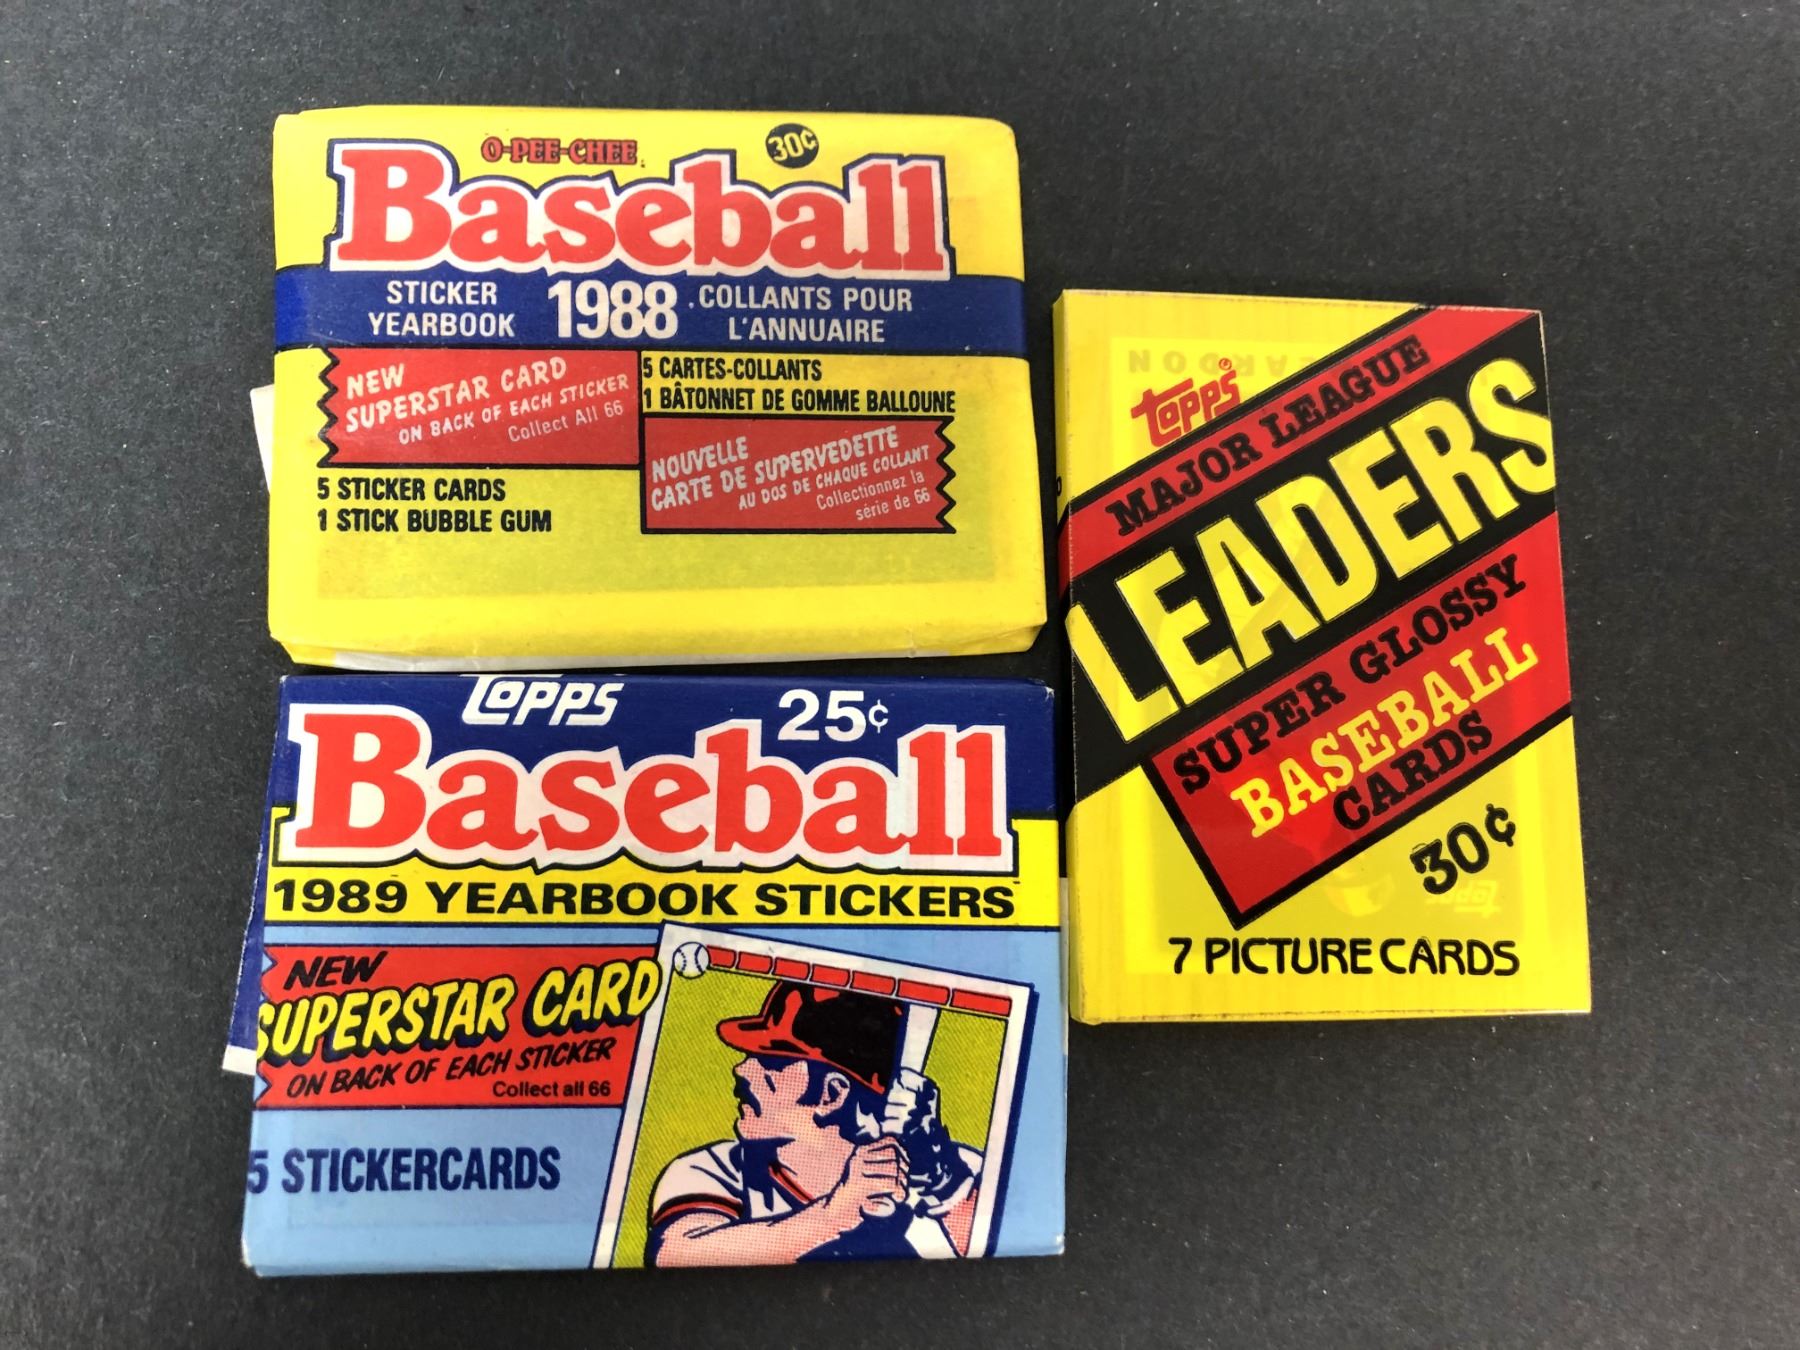 O-PEE-CHEE
30¢
Baseball
STICKER YEARBOOK
1988
COLLANTS POUR L'ANNUAIRE
NEW
SUPERSTAR CARD
ON BACK OF EACH STICKER
Collect All 66
5 STICKER CARDS
1 STICK BUBBLE GUM
5 CARTES-COLLANTS
1 BÂTONNET DE GOMME BALLOUNE
NOUVELLE
CARTE DE SUPERVEDETTE
AU DOS DE CHAQUE COLLANT
Collectionnez la
série de 66
Topps
25¢
Baseball
1989 YEARBOOK STICKERS
NEW
SUPERSTAR CARD
ON BACK OF EACH STICKER
Collect all 66
5 STICKERCARDS
Topps
MAJOR LEAGUE
LEADERS
SUPER GLOSSY
BASEBALL
CARDS
30¢
7 PICTURE CARDS